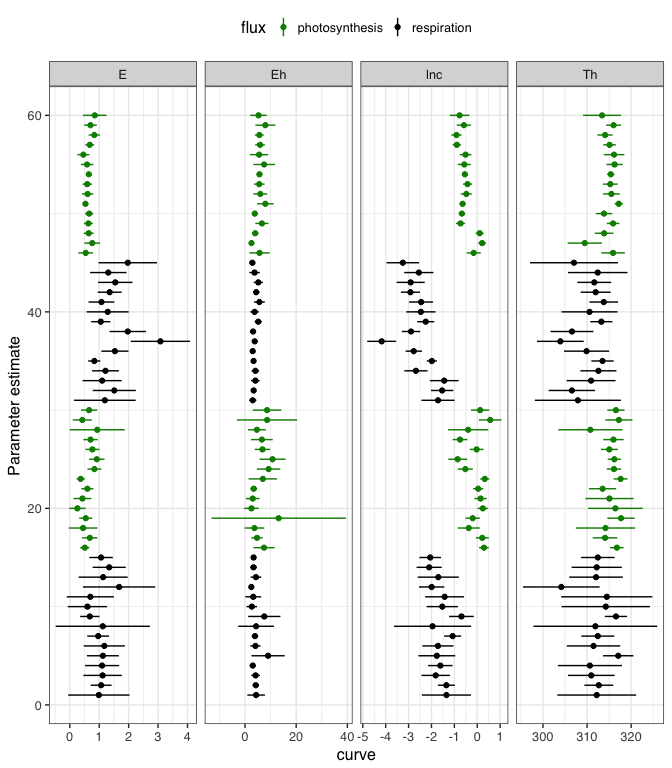 flux photosynthesis respiration
E Eh lnc Th
60
40
20
0
Parameter estimate
0 1 2 3 4 0 20 40 -5 -4 -3 -2 -1 0 1 300 310 320
curve